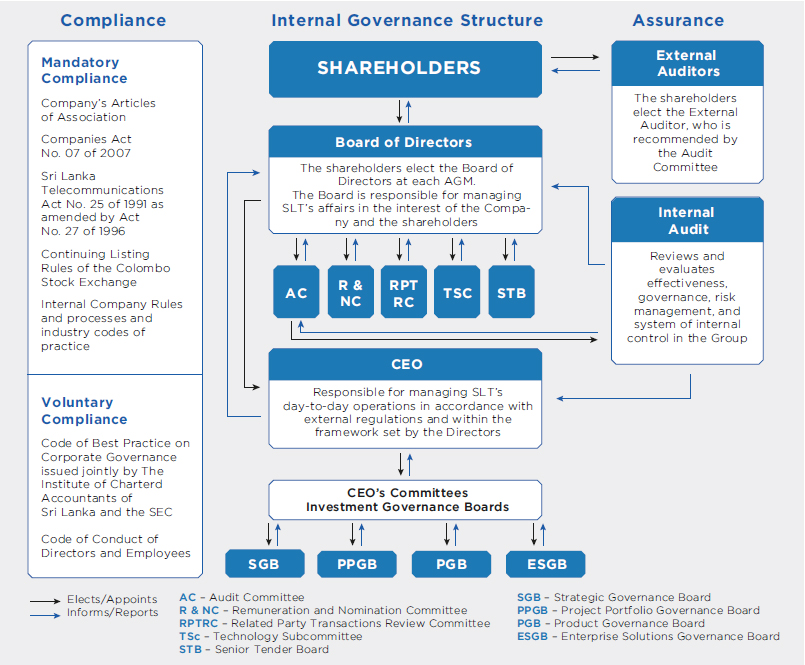 Compliance
Mandatory
Compliance
Company's Articles
of Association
Companies Act
No. 07 of 2007
Sri Lanka
Telecommunications
Act No. 25 of 1991 as
amended by Act
No. 27 of 1996
Continuing Listing
Rules of the Colombo
Stock Exchange
Internal Company Rules
and processes and
industry codes of
practice
Voluntary
Compliance
Code of Best Practice on
Corporate Governance
issued jointly by The
Institute of Charterd
Accountants of
Sri Lanka and the SEC
Code of Conduct of
Directors and Employees
Internal Governance Structure
SHAREHOLDERS
Board of Directors
The shareholders elect the Board of
Directors at each AGM.
The Board is responsible for managing
SLT's affairs in the interest of the Compa-
ny and the shareholders
AC
R &
NC
RPT
RC
TSC
STB
CEO
Responsible for managing SLT's
day-to-day operations in accordance with
external regulations and within the
framework set by the Directors
CEO's Committees
Investment Governance Boards
SGB
PPGB
PGB
ESGB
Assurance
External
Auditors
The shareholders
elect the External
Auditor, who is
recommended by
the Audit
Committee
Internal
Audit
Reviews and
evaluates
effectiveness,
governance, risk
management, and
system of internal
control in the Group
Elects/Appoints
Informs/Reports
AC – Audit Committee
R & NC – Remuneration and Nomination Committee
RPTRC – Related Party Transactions Review Committee
TSc – Technology Subcommittee
STB – Senior Tender Board
SGB – Strategic Governance Board
PPGB – Project Portfolio Governance Board
PGB – Product Governance Board
ESGB – Enterprise Solutions Governance Board